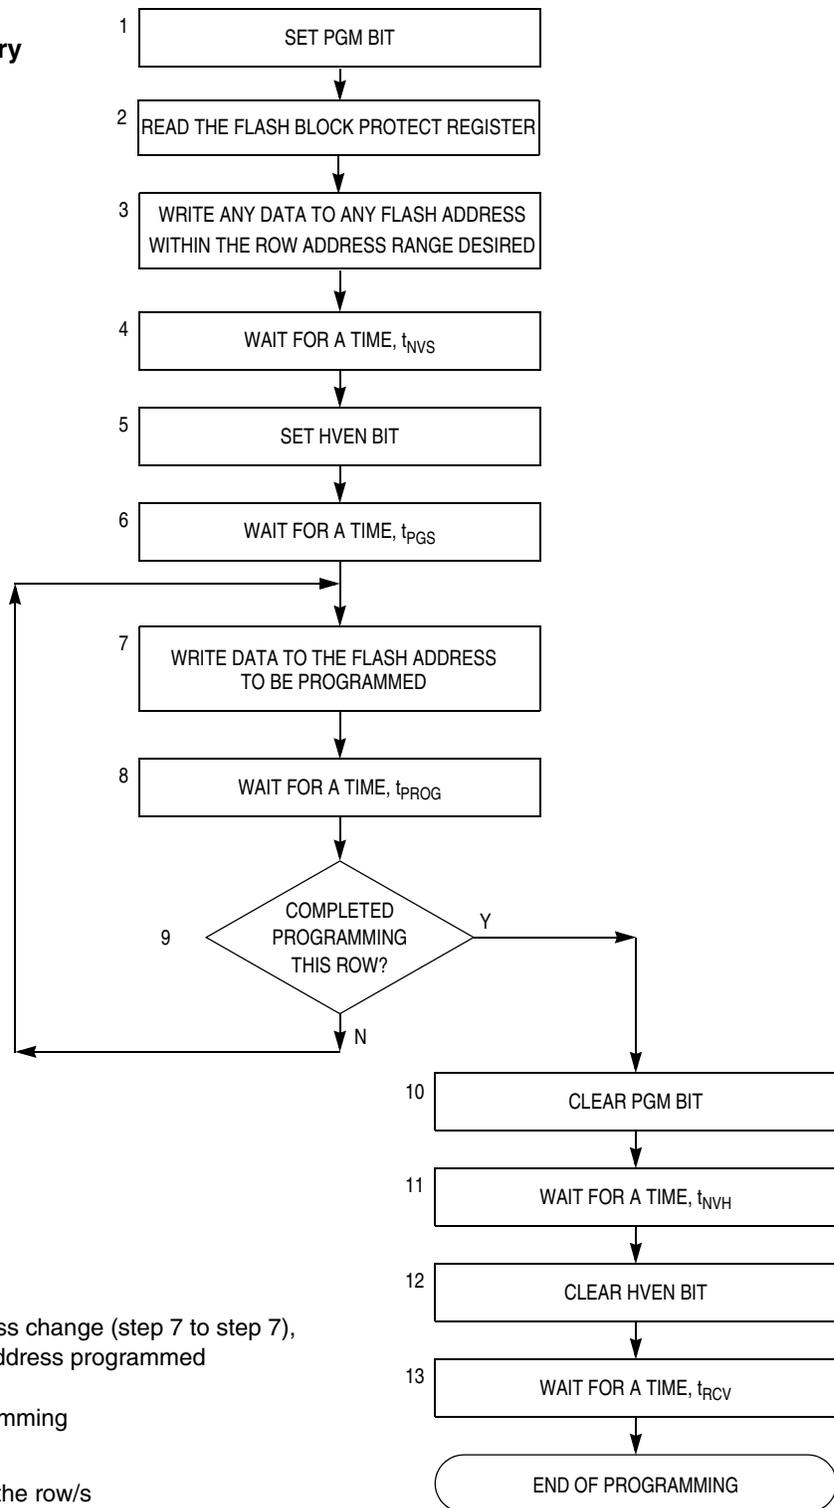 ry
1
SET PGM BIT
2
READ THE FLASH BLOCK PROTECT REGISTER
3
WRITE ANY DATA TO ANY FLASH ADDRESS
WITHIN THE ROW ADDRESS RANGE DESIRED
4
WAIT FOR A TIME, tNVS
5
SET HVEN BIT
6
WAIT FOR A TIME, tPGS
7
WRITE DATA TO THE FLASH ADDRESS
TO BE PROGRAMMED
8
WAIT FOR A TIME, tPROG
9
COMPLETED
PROGRAMMING
THIS ROW?
Y
N
10
CLEAR PGM BIT
11
WAIT FOR A TIME, tNVH
12
CLEAR HVEN BIT
13
WAIT FOR A TIME, tRCV
END OF PROGRAMMING
ss change (step 7 to step 7),
ddress programmed
mming
the row/s